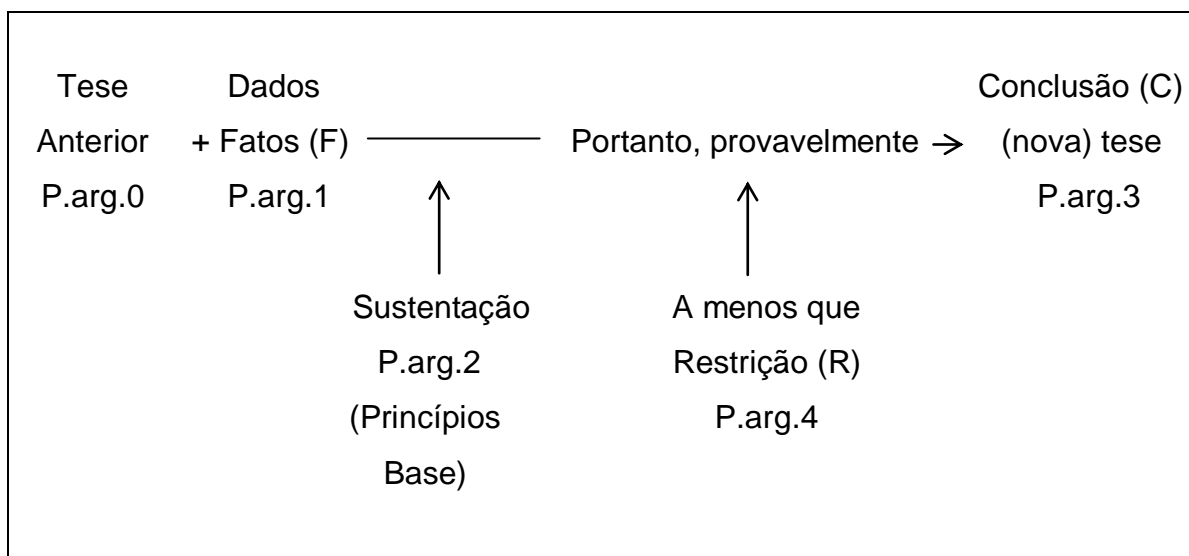 Tese Dados Conclusão (C)
Anterior + Fatos (F) Portanto, provavelmente (nova) tese
P.arg.0 P.arg.1 P.arg.3
Sustentação A menos que
P.arg.2 Restrição (R)
(Princípios P.arg.4
Base)